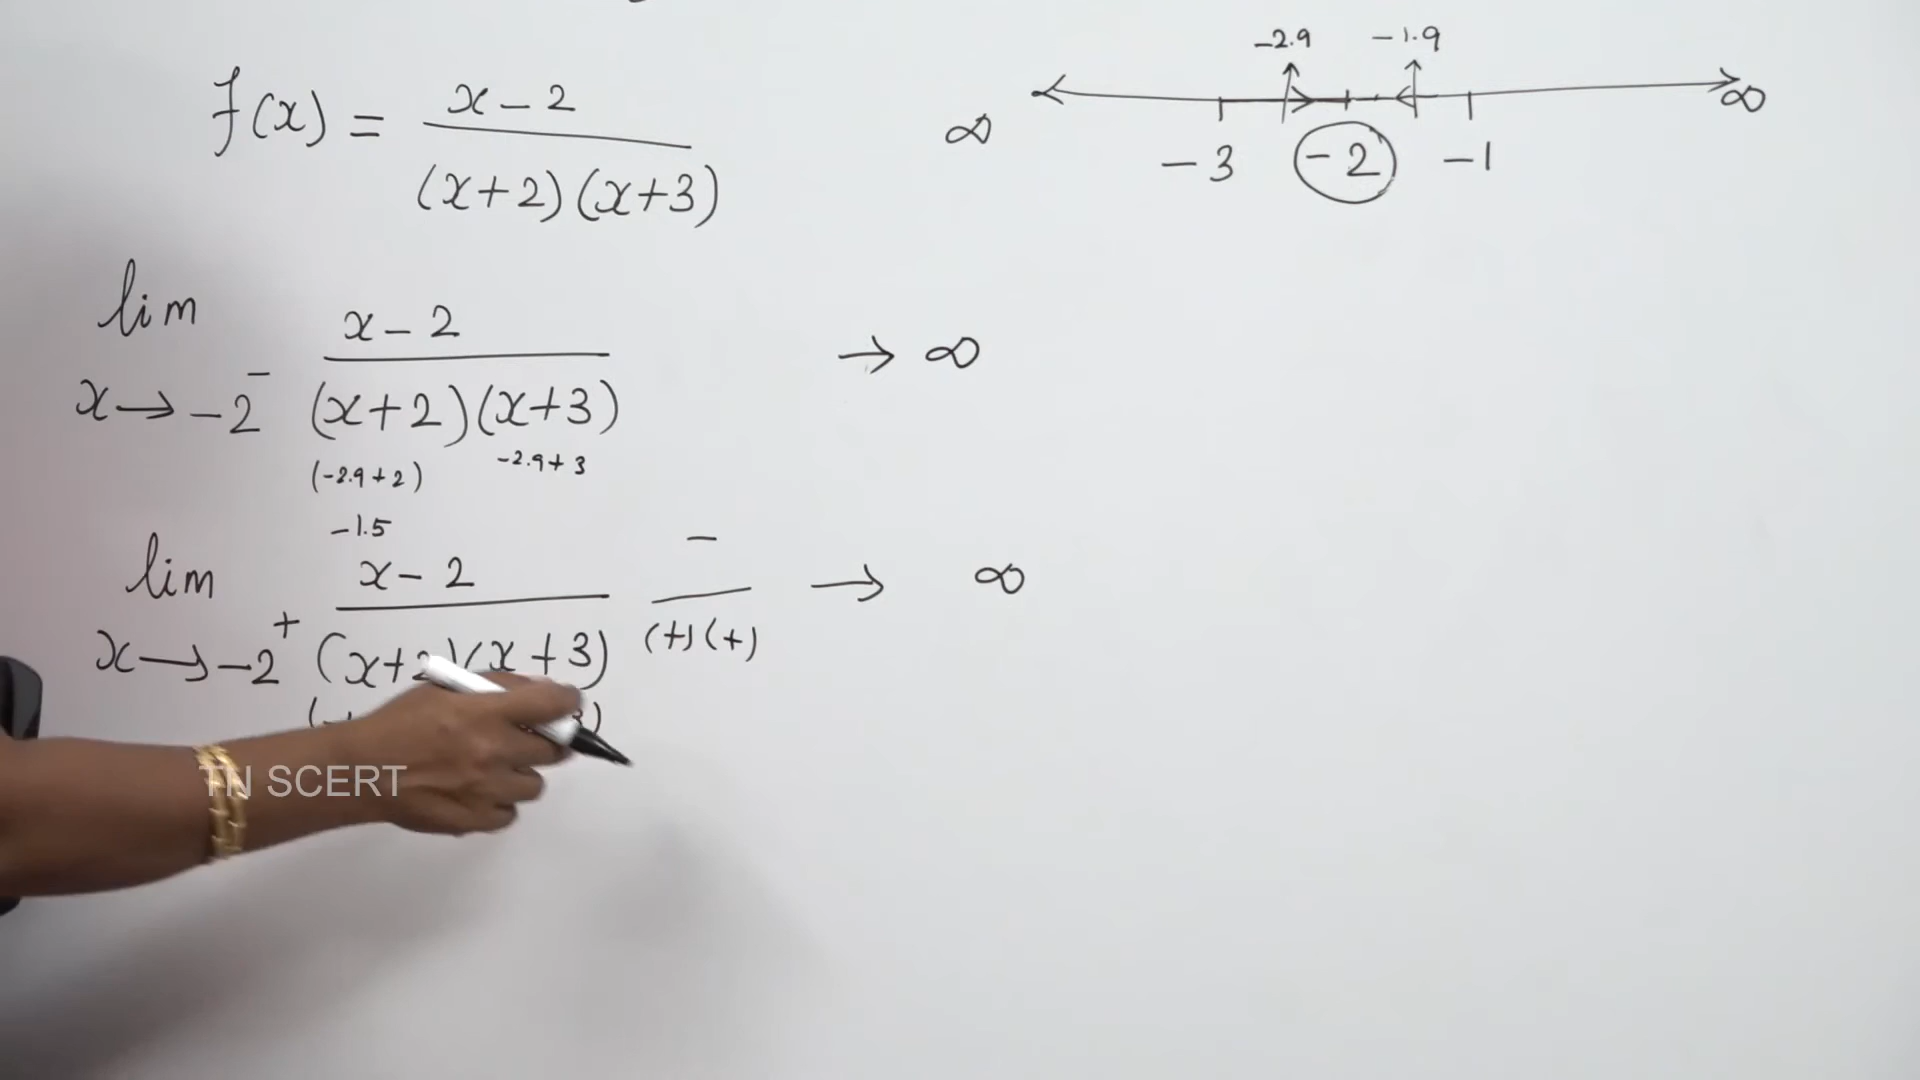 f(x) = x - 2
(x+2)(x+3)
-2.9 -1.9
∞ ∞
-3 -2 -1
lim x - 2 → ∞
x → -2⁻ (x+2)(x+3)
(-2.9+2) -2.9+3
-1.5
lim x - 2 - → ∞
x → -2⁺ (x+2)(x+3) (+)(+)
TN SCERT